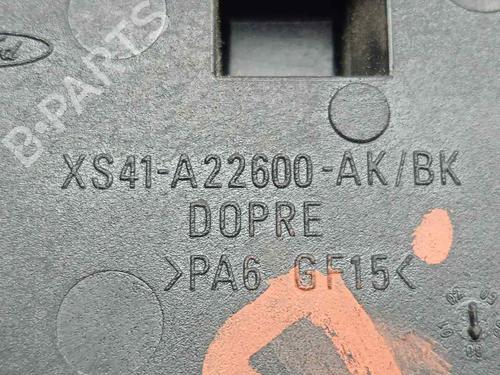 B-PARTS
XS41-A22600-AK/BK
DOPRE
>PA6 GF15<